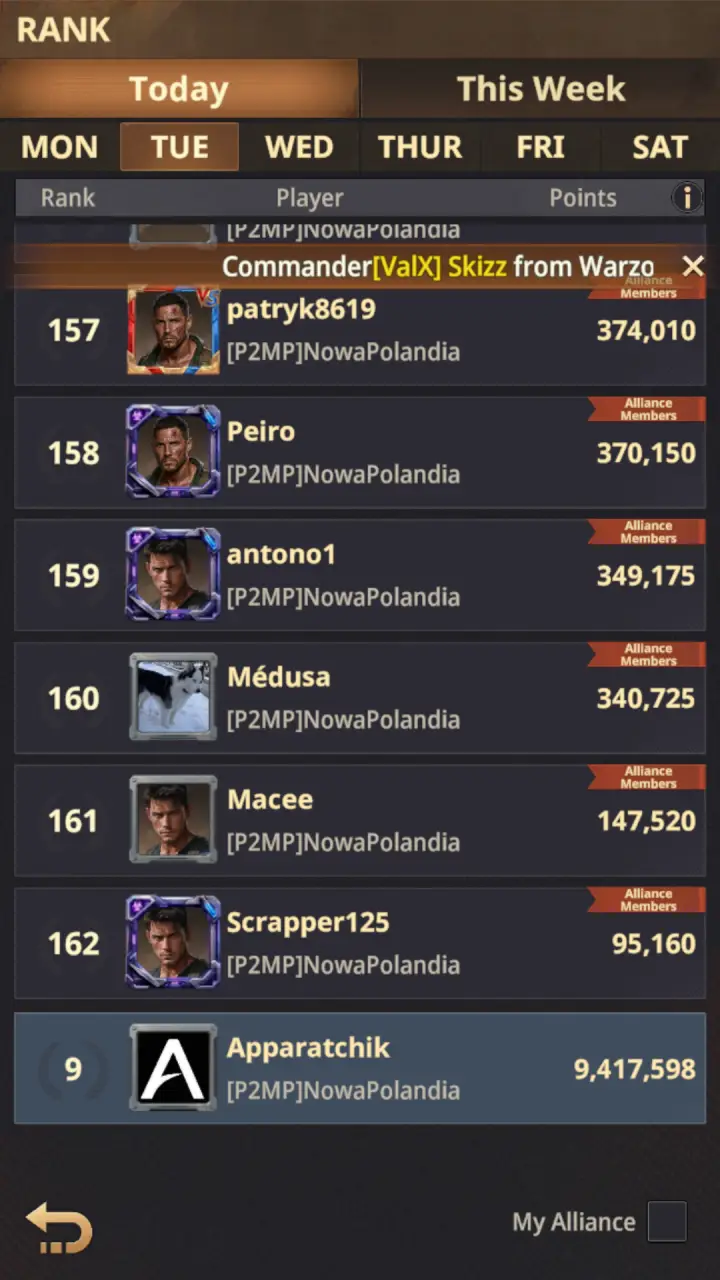 RANK
Today
This Week
MON
TUE
WED
THUR
FRI
SAT
Rank
Player
Points
[P2MP]NowaPolandia
Commander[ValX] Skizz from Warzo
Alliance
Members
157
patryk8619
[P2MP]NowaPolandia
374,010
Alliance
Members
158
Peiro
[P2MP]NowaPolandia
370,150
Alliance
Members
159
antono1
[P2MP]NowaPolandia
349,175
Alliance
Members
160
Médusa
[P2MP]NowaPolandia
340,725
Alliance
Members
161
Macee
[P2MP]NowaPolandia
147,520
Alliance
Members
162
Scrapper125
[P2MP]NowaPolandia
95,160
9
Apparatchik
[P2MP]NowaPolandia
9,417,598
My Alliance